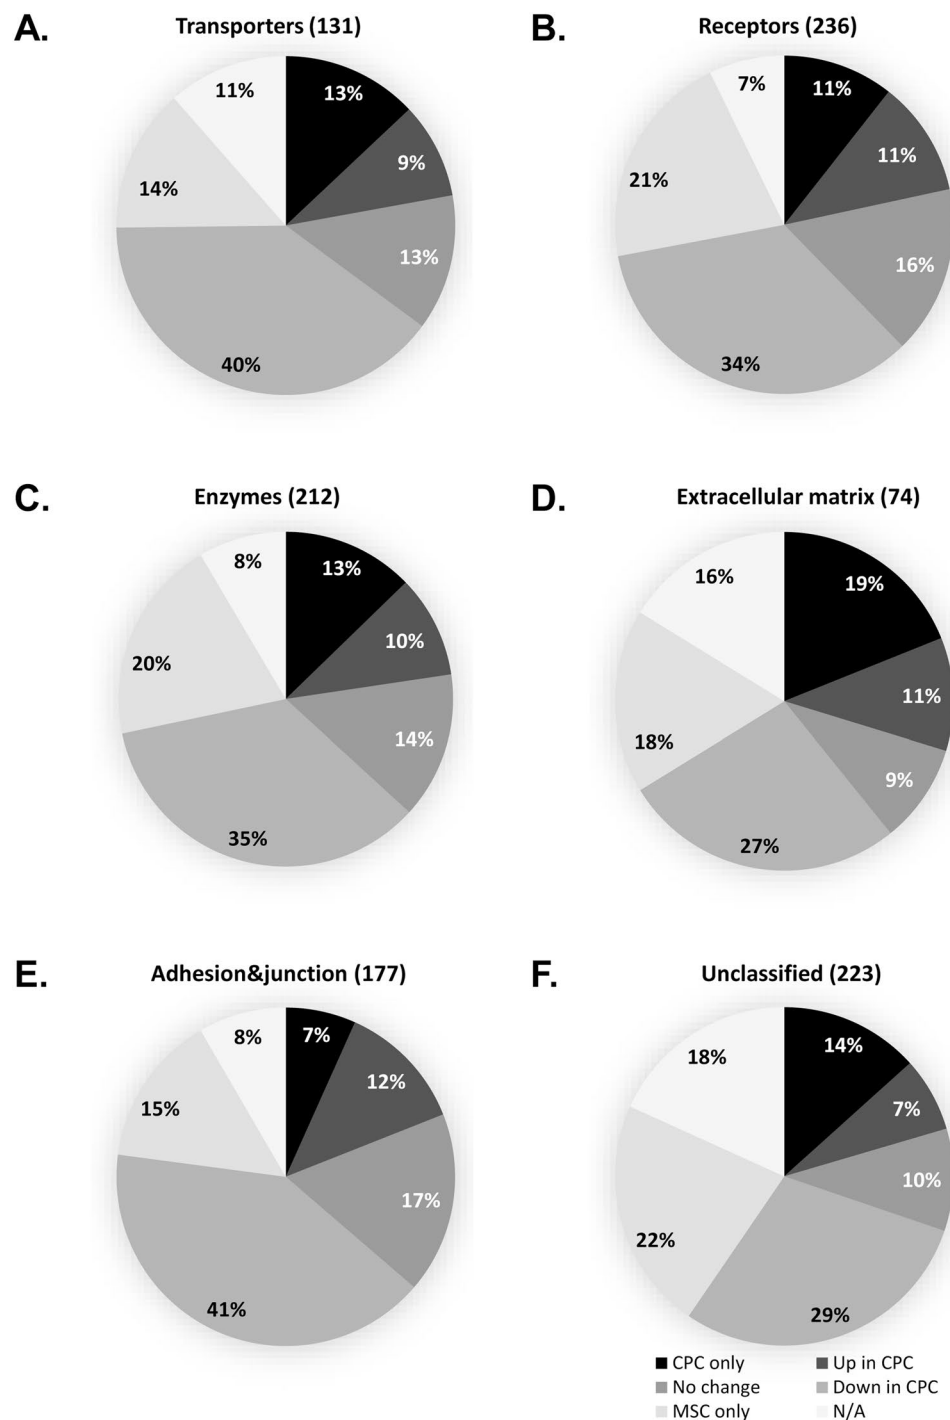 A.
Transporters (131)
11%
13%
9%
14%
13%
40%
B.
Receptors (236)
7%
11%
11%
21%
16%
34%
C.
Enzymes (212)
8%
13%
10%
20%
14%
35%
D.
Extracellular matrix (74)
16%
19%
11%
18%
9%
27%
E.
Adhesion&junction (177)
8%
7%
12%
15%
17%
41%
F.
Unclassified (223)
18%
14%
7%
10%
22%
29%
CPC only
Up in CPC
No change
Down in CPC
MSC only
N/A